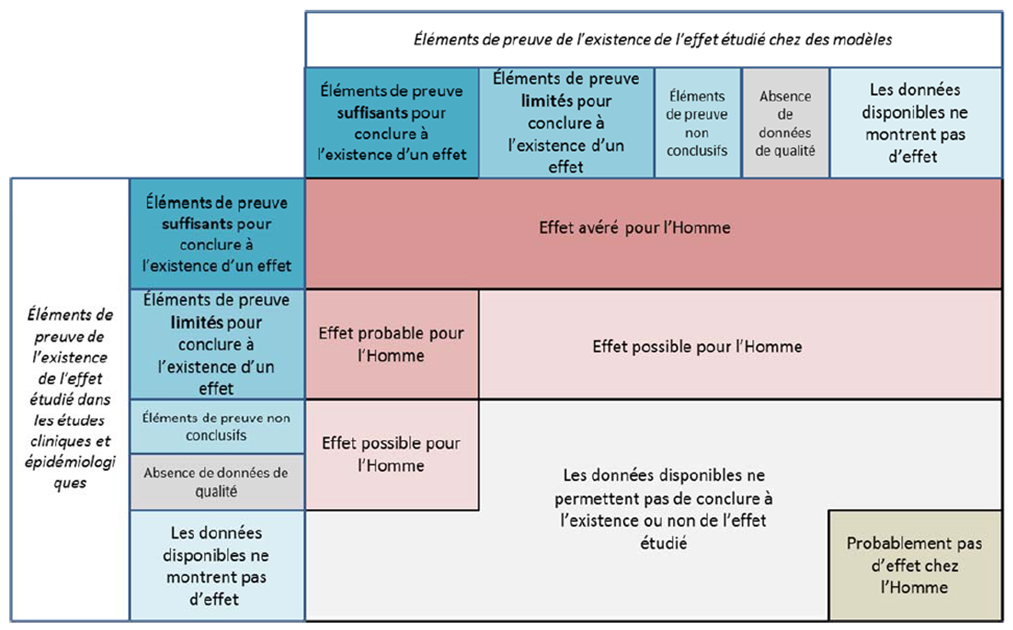 Éléments de preuve de l'existence de l'effet étudié chez des modèles
Éléments de preuve
suffisants pour
conclure à
l'existence d'un effet
Éléments de preuve
limités pour
conclure à
l'existence d'un
effet
Éléments
de preuve
non
conclusifs
Absence
de
données
de qualité
Les données
disponibles ne
montrent pas
d'effet
Éléments de
preuve de
l'existence
de l'effet
étudié dans
les études
cliniques et
épidémiologi
ques
Éléments de preuve
suffisants pour
conclure à
l'existence d'un effet
Effet avéré pour l'Homme
Éléments de preuve
limités pour
conclure à
l'existence d'un
effet
Effet probable pour
l'Homme
Effet possible pour l'Homme
Éléments de preuve non
conclusifs
Absence de données de
qualité
Effet possible pour
l'Homme
Les données disponibles ne
permettent pas de conclure à
l'existence ou non de l'effet
étudié
Les données
disponibles ne
montrent pas
d'effet
Probablement pas
d'effet chez
l'Homme